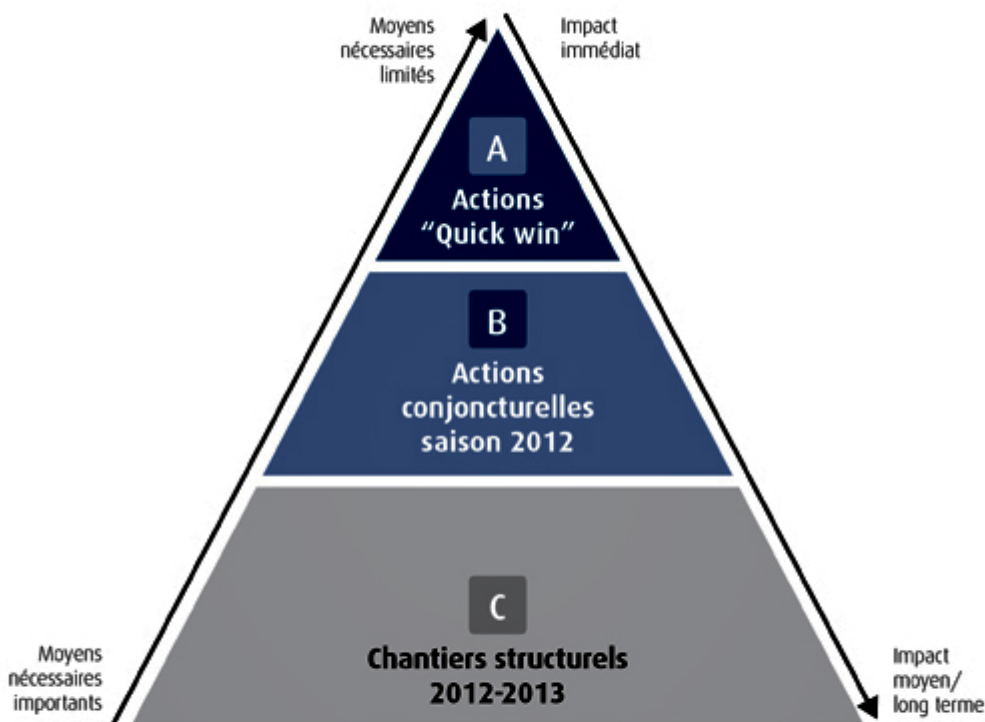 Moyens
nécessaires
limités
Impact
immédiat
A
Actions
“Quick win”
B
Actions
conjoncturelles
saison 2012
C
Chantiers structurels
2012-2013
Moyens
nécessaires
importants
Impact
moyen/
long terme